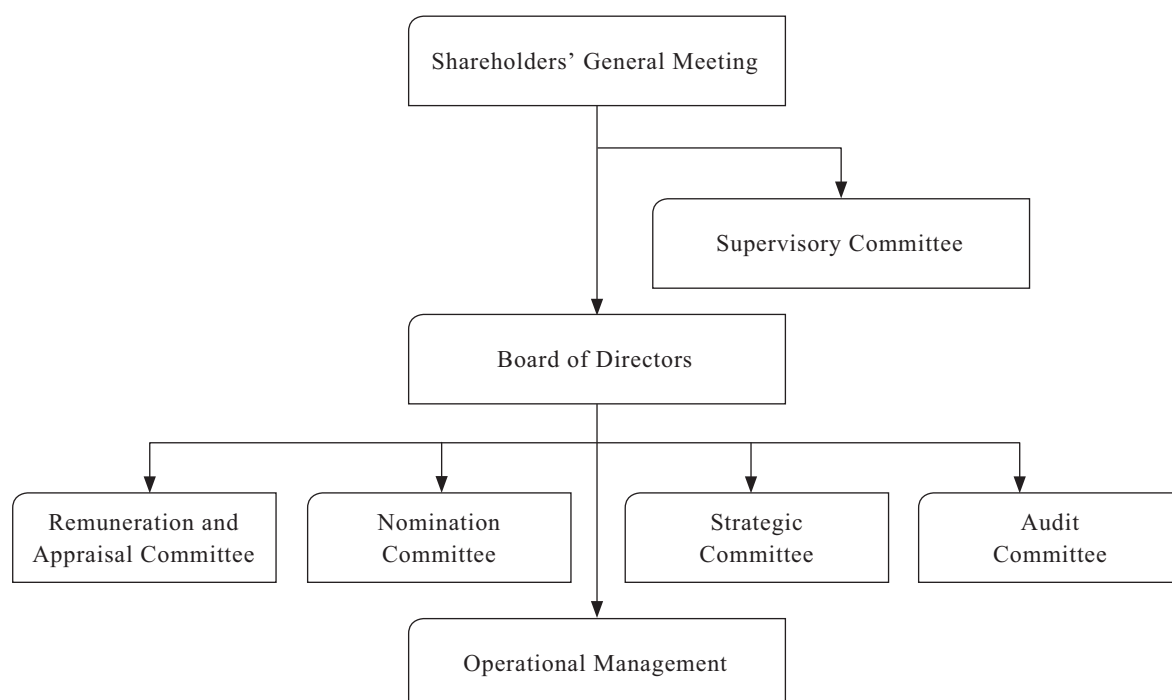 Shareholders’ General Meeting
Supervisory Committee
Board of Directors
Remuneration and
Appraisal Committee
Nomination
Committee
Strategic
Committee
Audit
Committee
Operational Management